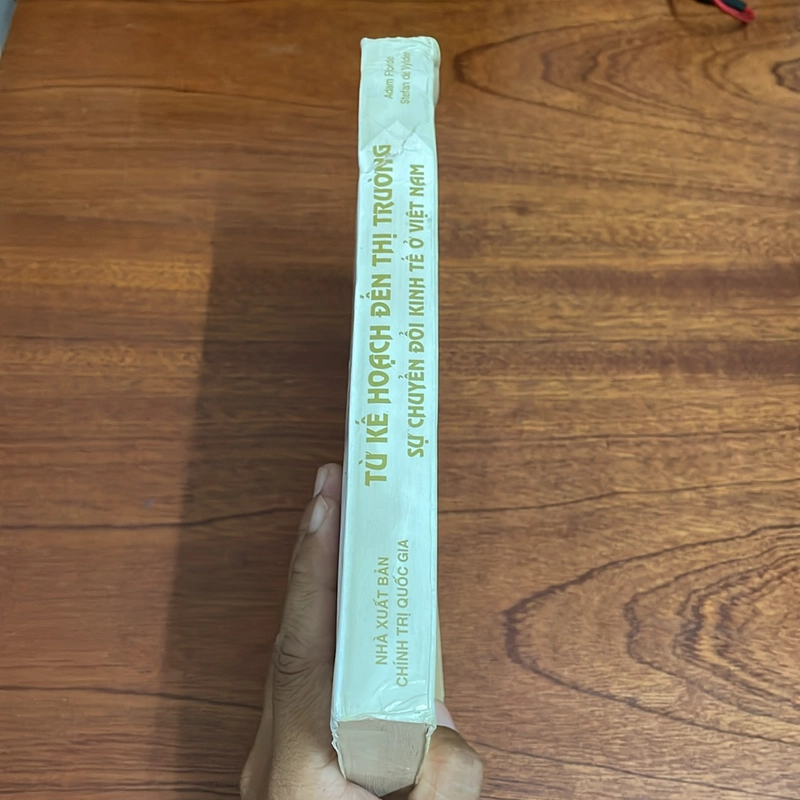 Adam Fforde
Stefan de Vylder
TỪ KẾ HOẠCH ĐẾN THỊ TRƯỜNG
SỰ CHUYỂN ĐỔI KINH TẾ Ở VIỆT NAM
NHÀ XUẤT BẢN
CHÍNH TRỊ QUỐC GIA